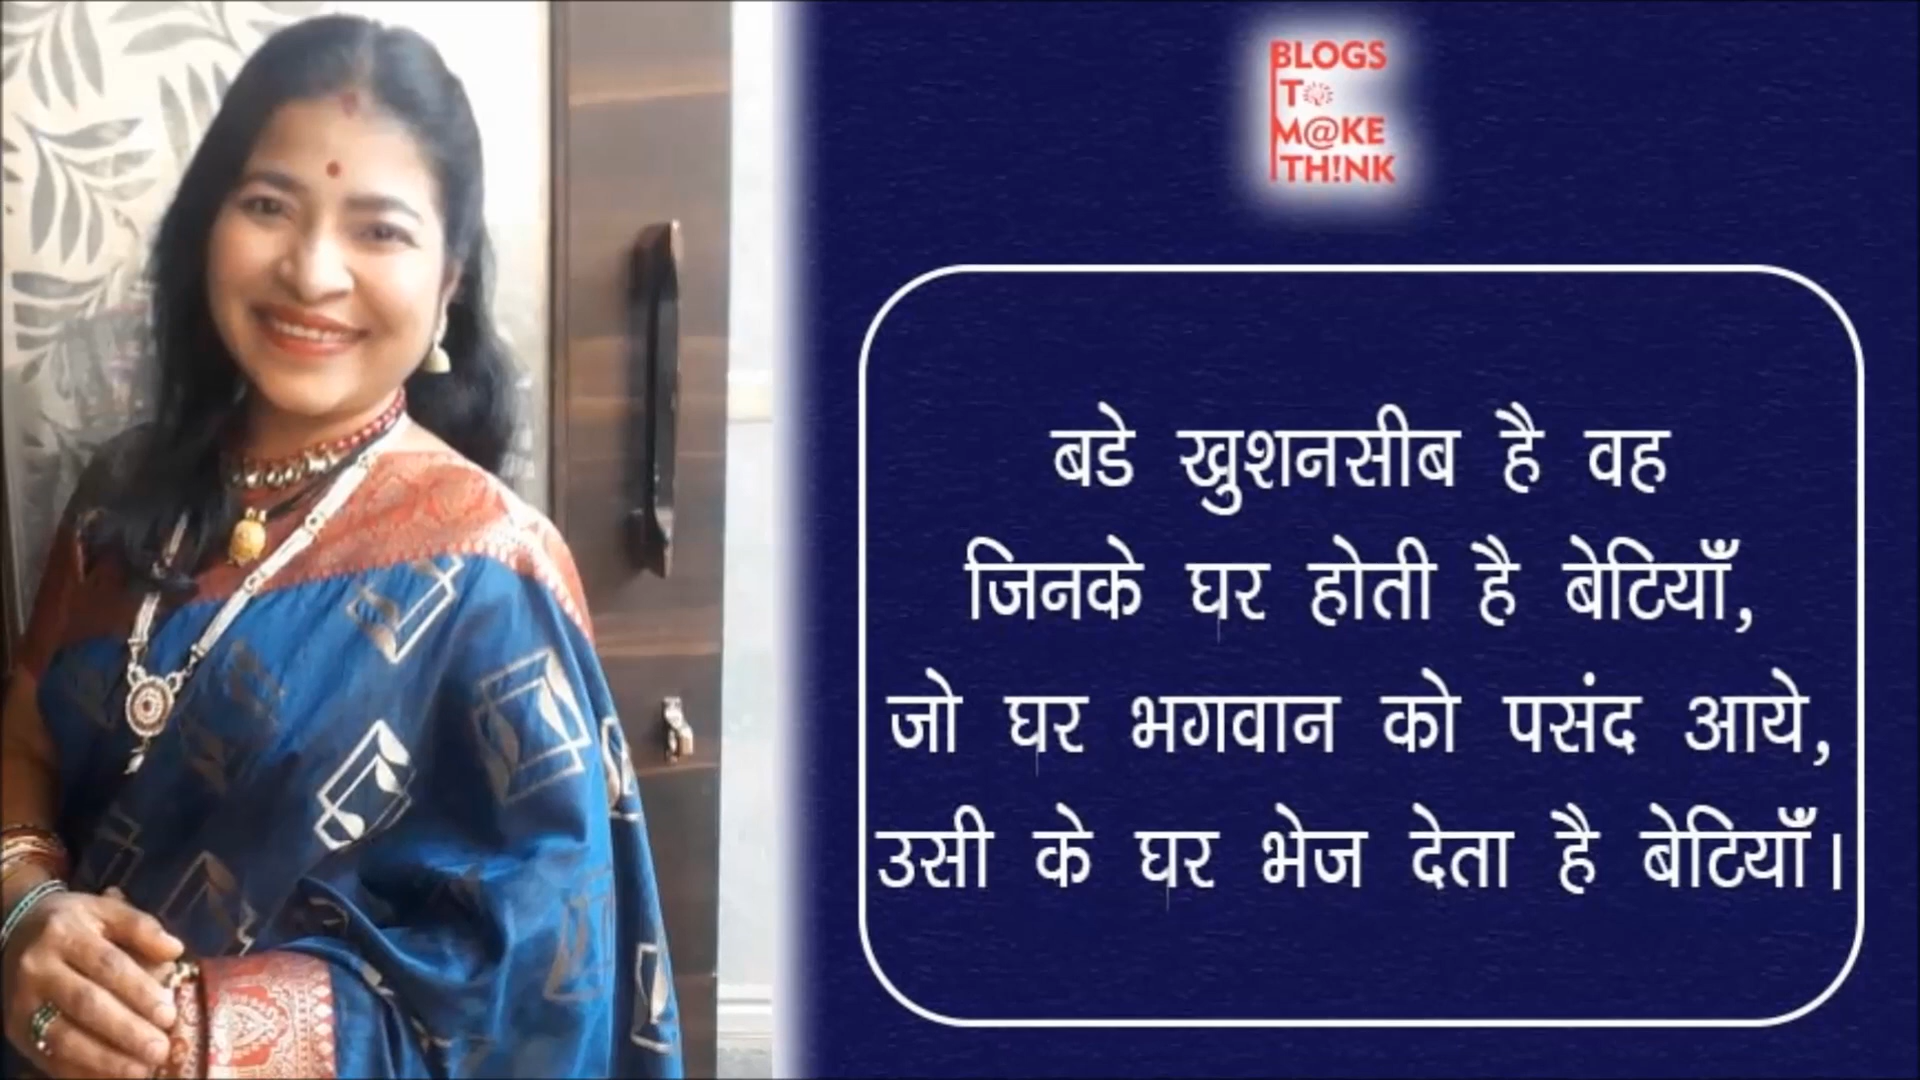 BLOGS
TO
M@KE
TH!NK
बडे खुशनसीब है वह
जिनके घर होती है बेटियाँ,
जो घर भगवान को पसंद आये,
उसी के घर भेज देता है बेटियाँ।